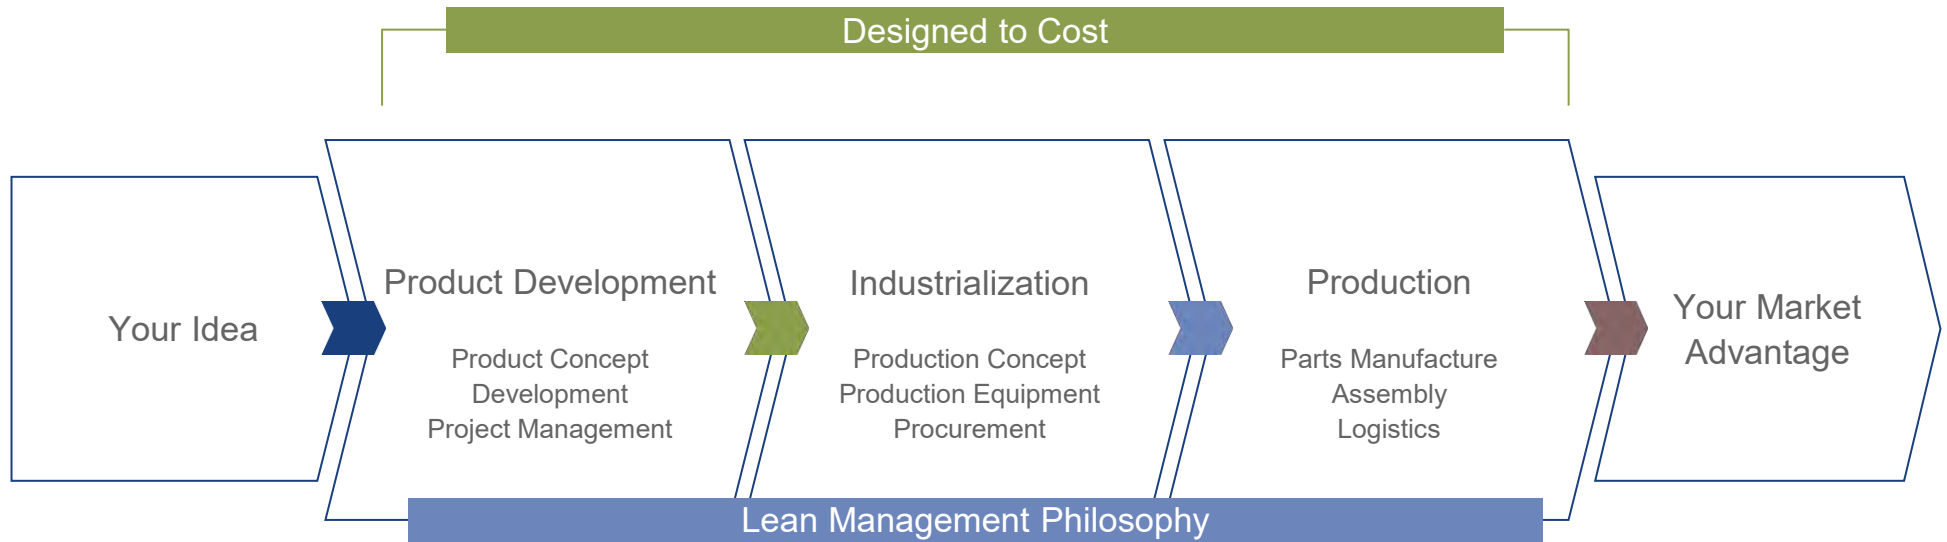 Designed to Cost
Your Idea
Product Development
Product Concept
Development
Project Management
Industrialization
Production Concept
Production Equipment
Procurement
Production
Parts Manufacture
Assembly
Logistics
Your Market
Advantage
Lean Management Philosophy